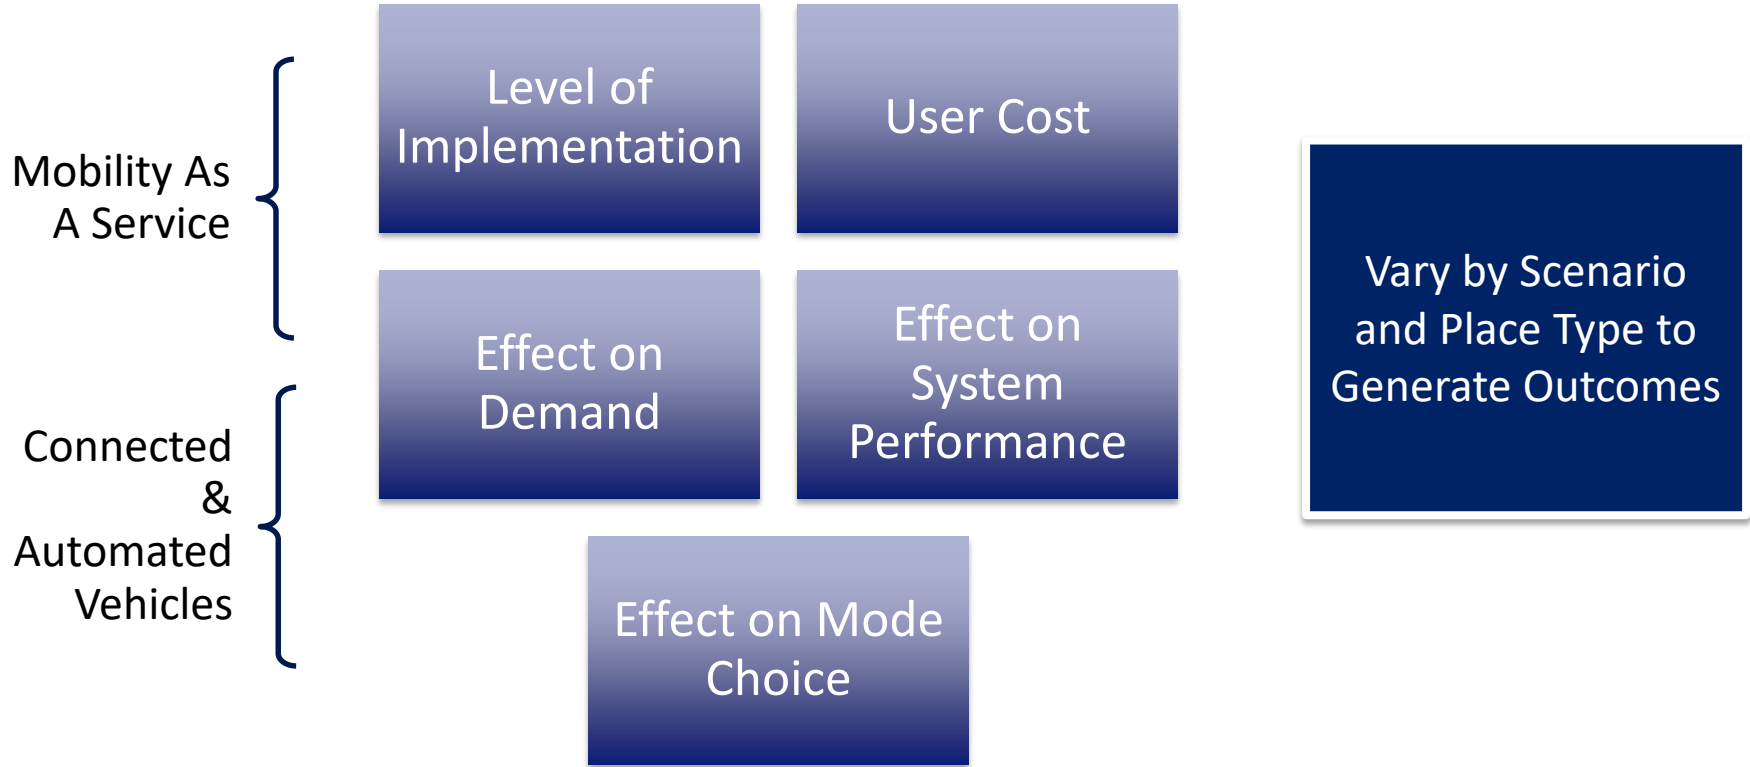 Mobility As
A Service
Level of
Implementation
User Cost
Connected
&
Automated
Vehicles
Effect on
Demand
Effect on
System
Performance
Effect on Mode
Choice
Vary by Scenario
and Place Type to
Generate Outcomes